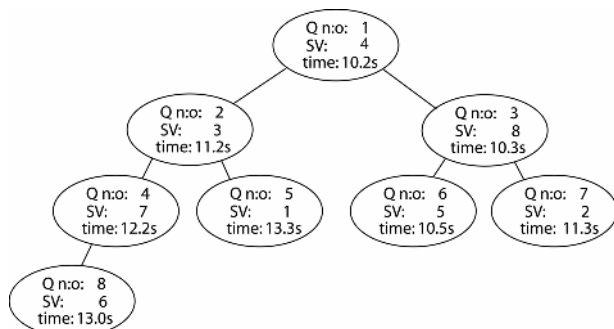 Q n:o: 1
SV: 4
time: 10.2s
Q n:o: 2
SV: 3
time: 11.2s
Q n:o: 3
SV: 8
time: 10.3s
Q n:o: 4
SV: 7
time: 12.2s
Q n:o: 5
SV: 1
time: 13.3s
Q n:o: 6
SV: 5
time: 10.5s
Q n:o: 7
SV: 2
time: 11.3s
Q n:o: 8
SV: 6
time: 13.0s